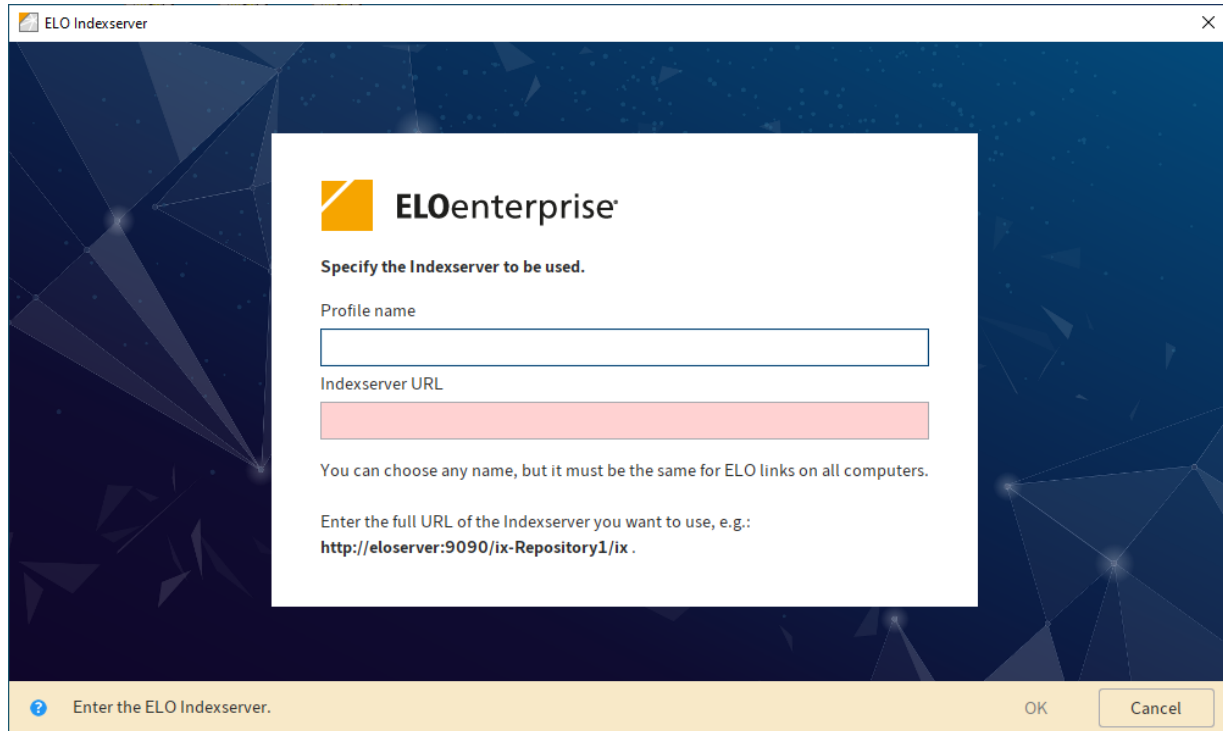 ELO Indexserver
ELOenterprise
Specify the Indexserver to be used.
Profile name
Indexserver URL
You can choose any name, but it must be the same for ELO links on all computers.
Enter the full URL of the Indexserver you want to use, e.g.:
http://eloserver:9090/ix-Repository1/ix .
? Enter the ELO Indexserver. OK Cancel